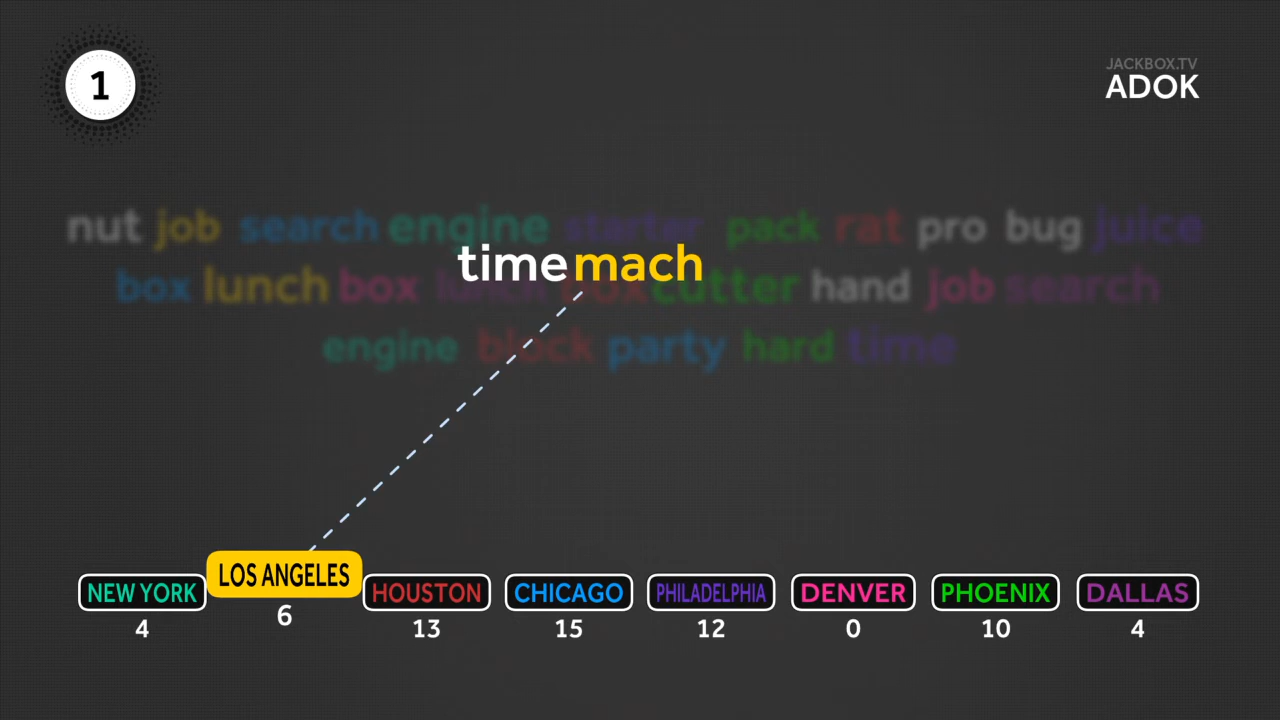 1
JACKBOX.TV
ADOK
nut job search engine starter pack rat pro bug juice
timemach
box lunch box lunch box cutter hand job search
engine block party hard time
NEW YORK LOS ANGELES HOUSTON CHICAGO PHILADELPHIA DENVER PHOENIX DALLAS
4 6 13 15 12 0 10 4